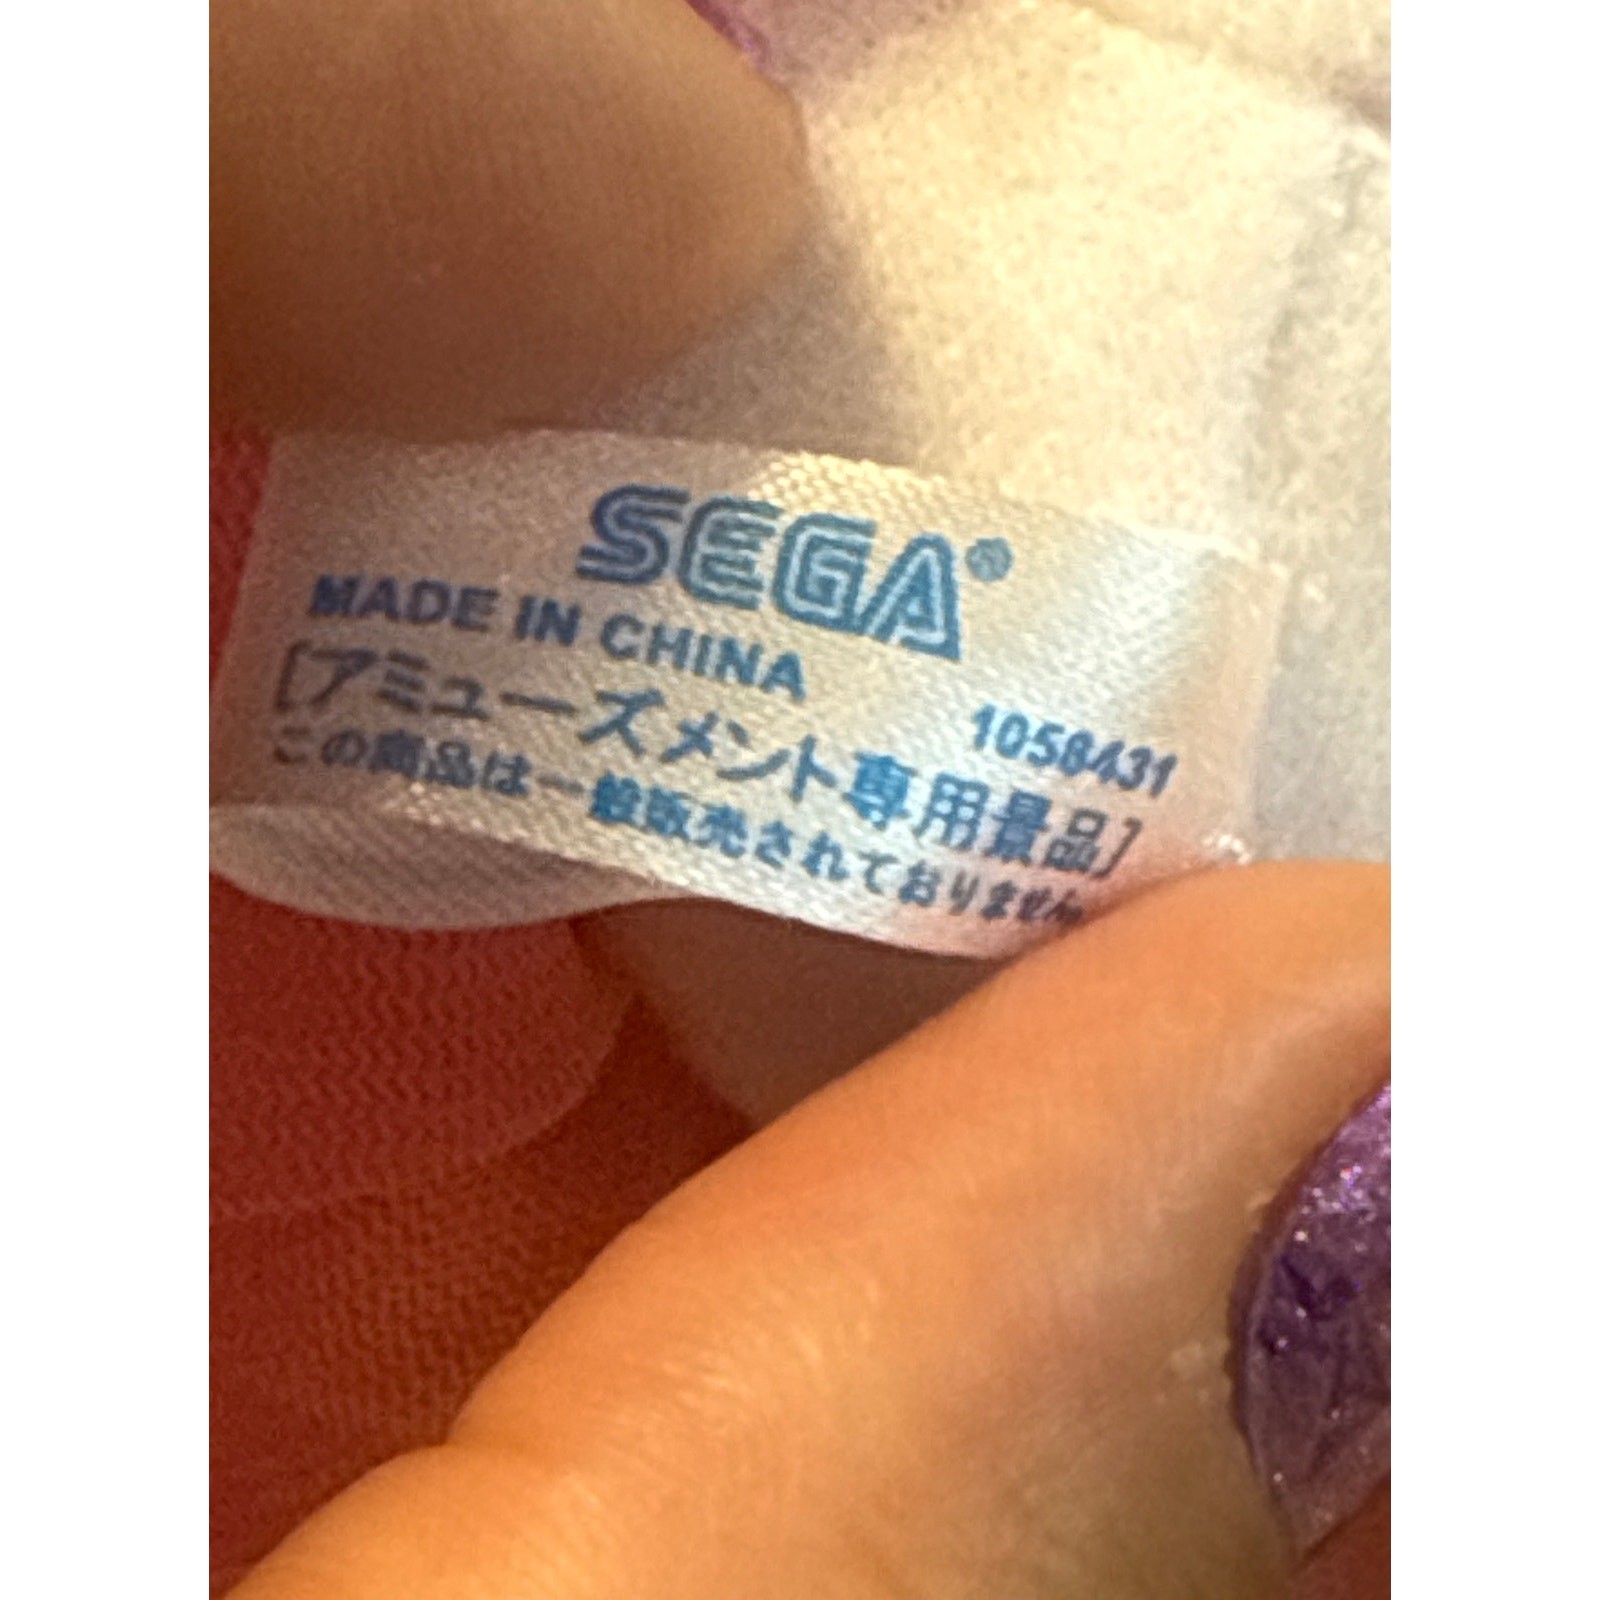 SEGA®
MADE IN CHINA
1058431
[アミューズメント専用景品]
この商品は一般販売されておりません。